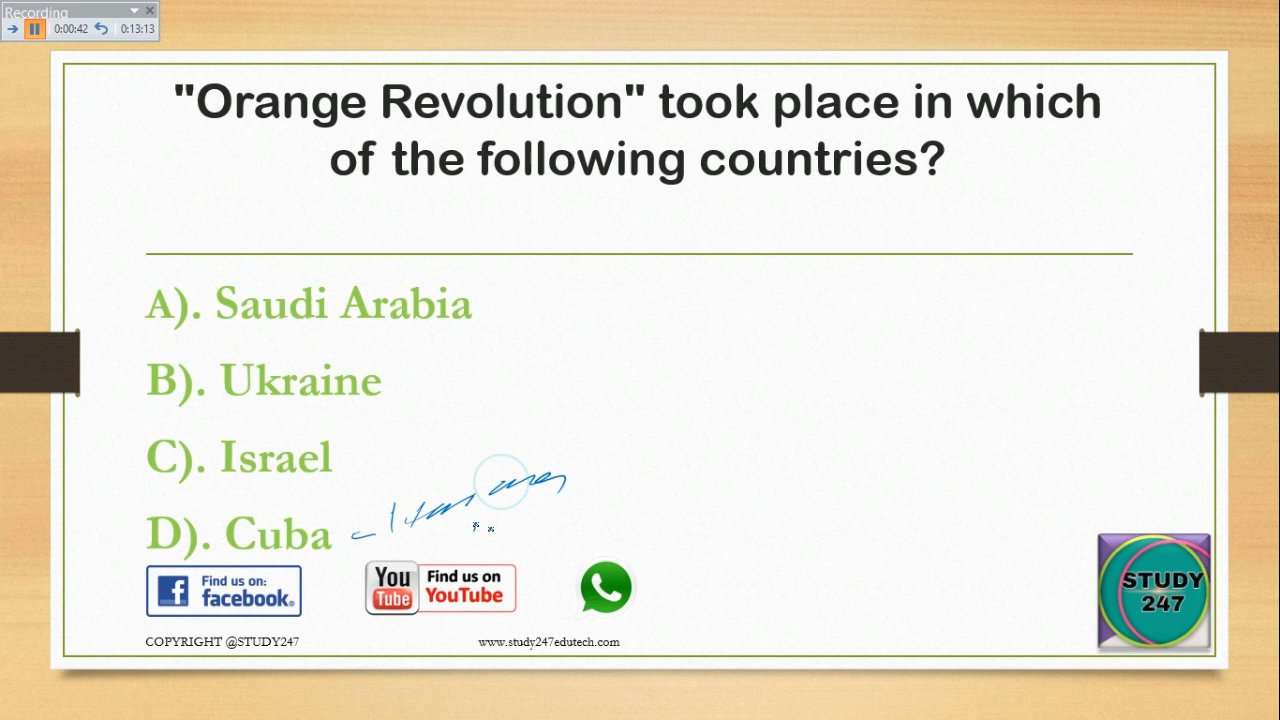 Recording
0:00:42 0:13:13
"Orange Revolution" took place in which
of the following countries?
A). Saudi Arabia
B). Ukraine
C). Israel
D). Cuba
Find us on:
facebook.
You
Tube
Find us on
YouTube
STUDY
247
COPYRIGHT @STUDY247
www.study247edutech.com